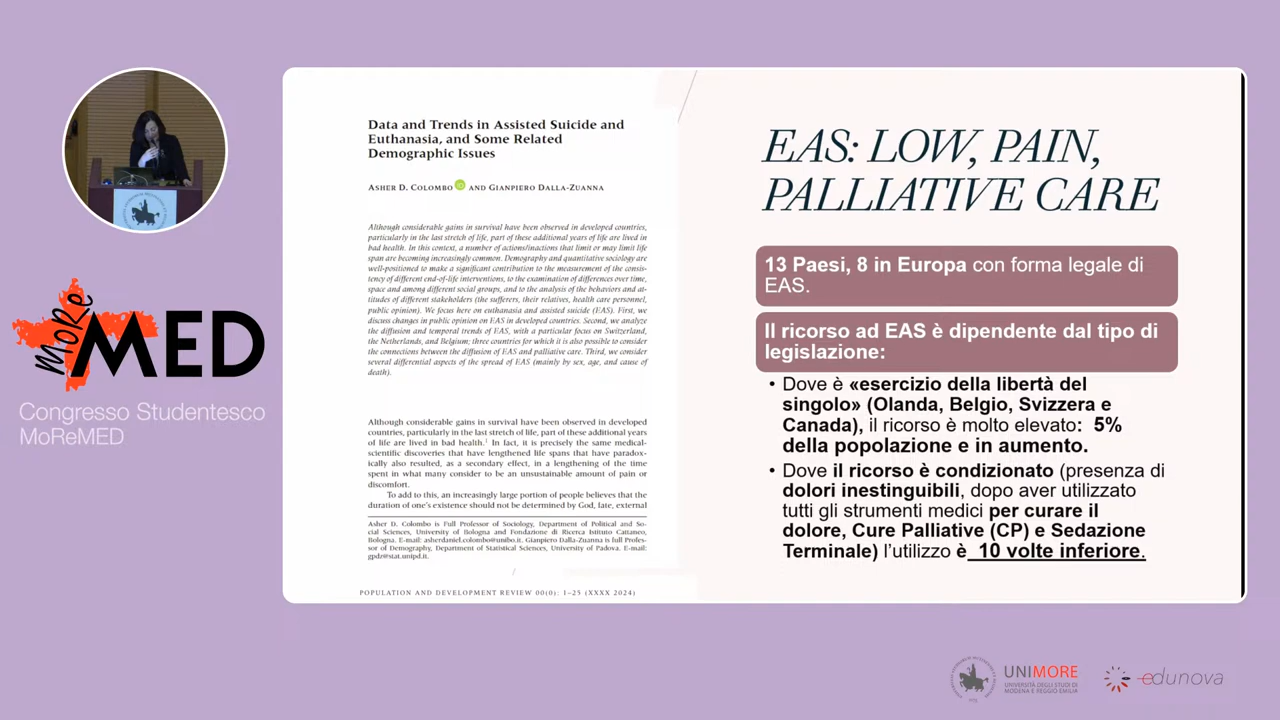 Data and Trends in Assisted Suicide and
Euthanasia, and Some Related
Demographic Issues
ASHER D. COLOMBO AND GIANPIERO DALLA-ZUANNA
Although considerable gains in survival have been observed in developed countries,
particularly in the last stretch of life, part of these additional years of life are lived in
bad health. In this context, a number of actions/inactions that limit or may limit life
span are becoming increasingly common. Demography and quantitative sociology are
well-positioned to make a significant contribution to the measurement of the consis-
tency of different end-of-life interventions, to the examination of differences over time,
space and among different social groups, and to the analysis of the behaviors and at-
titudes of different stakeholders (the sufferers, their relatives, health care personnel,
public opinion). We focus here on euthanasia and assisted suicide (EAS). First, we
discuss changes in public opinion on EAS in developed countries. Second, we analyze
the diffusion and temporal trends of EAS, with a particular focus on Switzerland,
the Netherlands, and Belgium; three countries for which it is also possible to consider
the connections between the diffusion of EAS and palliative care. Third, we consider
several differential aspects of the spread of EAS (mainly by sex, age, and cause of
death).
Although considerable gains in survival have been observed in developed
countries, particularly in the last stretch of life, part of these additional years
of life are lived in bad health.1 In fact, it is precisely the same medical-
scientific discoveries that have lengthened life spans that have paradox-
ically also resulted, as a secondary effect, in a lengthening of the time
spent in what many consider to be an unsustainable amount of pain or
discomfort.
To add to this, an increasingly large portion of people believes that the
duration of one's existence should not be determined by God, fate, external
Asher D. Colombo is Full Professor of Sociology, Department of Political and So-
cial Sciences, University of Bologna and Fondazione di Ricerca Istituto Cattaneo,
Bologna. E-mail: asherdaniel.colombo@unibo.it. Gianpiero Dalla-Zuanna is Full Profes-
sor of Demography, Department of Statistical Sciences, University of Padova. E-mail:
gpdz@stat.unipd.it.
POPULATION AND DEVELOPMENT REVIEW 00(0): 1–25 (XXXX 2024)
EAS: LOW, PAIN,
PALLIATIVE CARE
13 Paesi, 8 in Europa con forma legale di
EAS.
Il ricorso ad EAS è dipendente dal tipo di
legislazione:
• Dove è «esercizio della libertà del
singolo» (Olanda, Belgio, Svizzera e
Canada), il ricorso è molto elevato: 5%
della popolazione e in aumento.
• Dove il ricorso è condizionato (presenza di
dolori inestinguibili, dopo aver utilizzato
tutti gli strumenti medici per curare il
dolore, Cure Palliative (CP) e Sedazione
Terminale) l'utilizzo è 10 volte inferiore.
MoRe
MED
Congresso Studentesco
MoReMED
UNIMORE
UNIVERSITÀ DEGLI STUDI DI
MODENA E REGGIO EMILIA
edunova